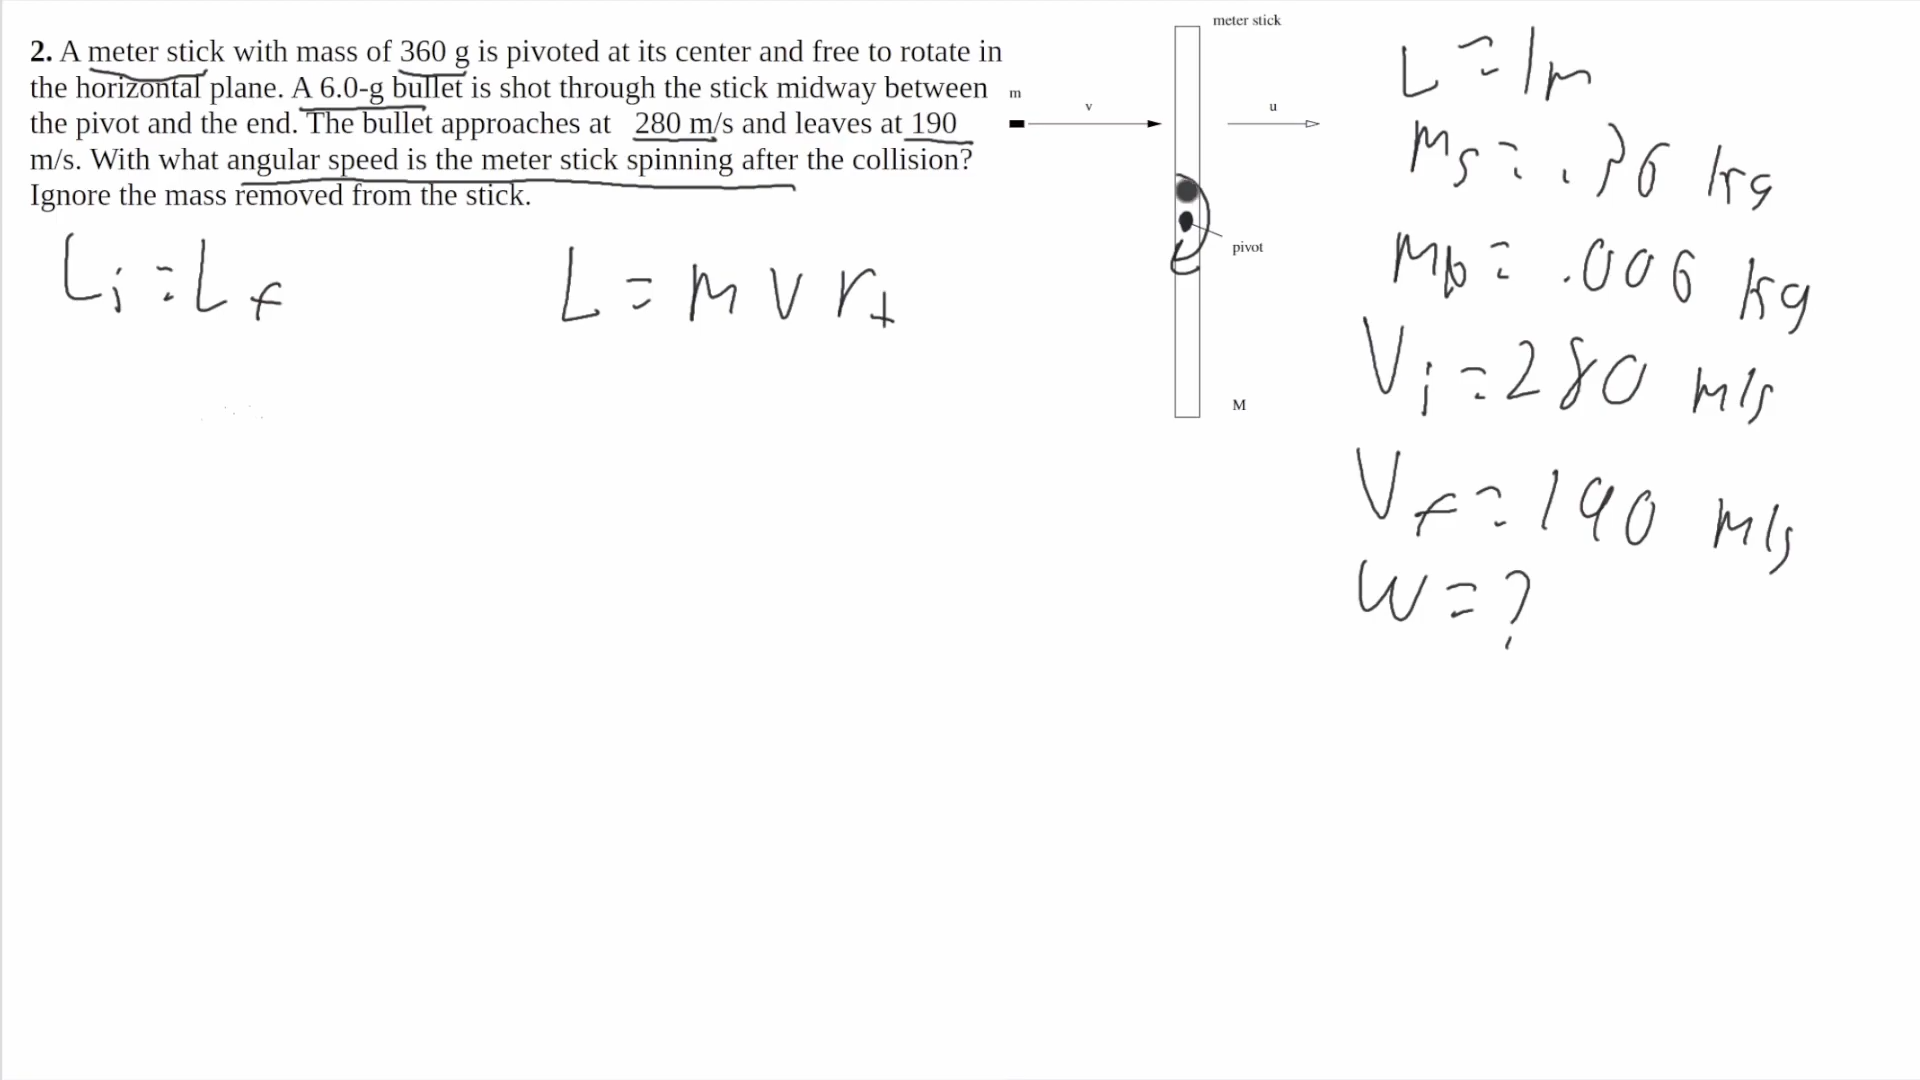 2. A meter stick with mass of 360 g is pivoted at its center and free to rotate in
the horizontal plane. A 6.0-g bullet is shot through the stick midway between
the pivot and the end. The bullet approaches at 280 m/s and leaves at 190
m/s. With what angular speed is the meter stick spinning after the collision?
Ignore the mass removed from the stick.
meter stick
m
v
u
pivot
M
Li = Lf
L = m v r⊥
L = 1m
ms = .36 kg
mb = .006 kg
Vi = 280 m/s
Vf = 190 m/s
w = ?